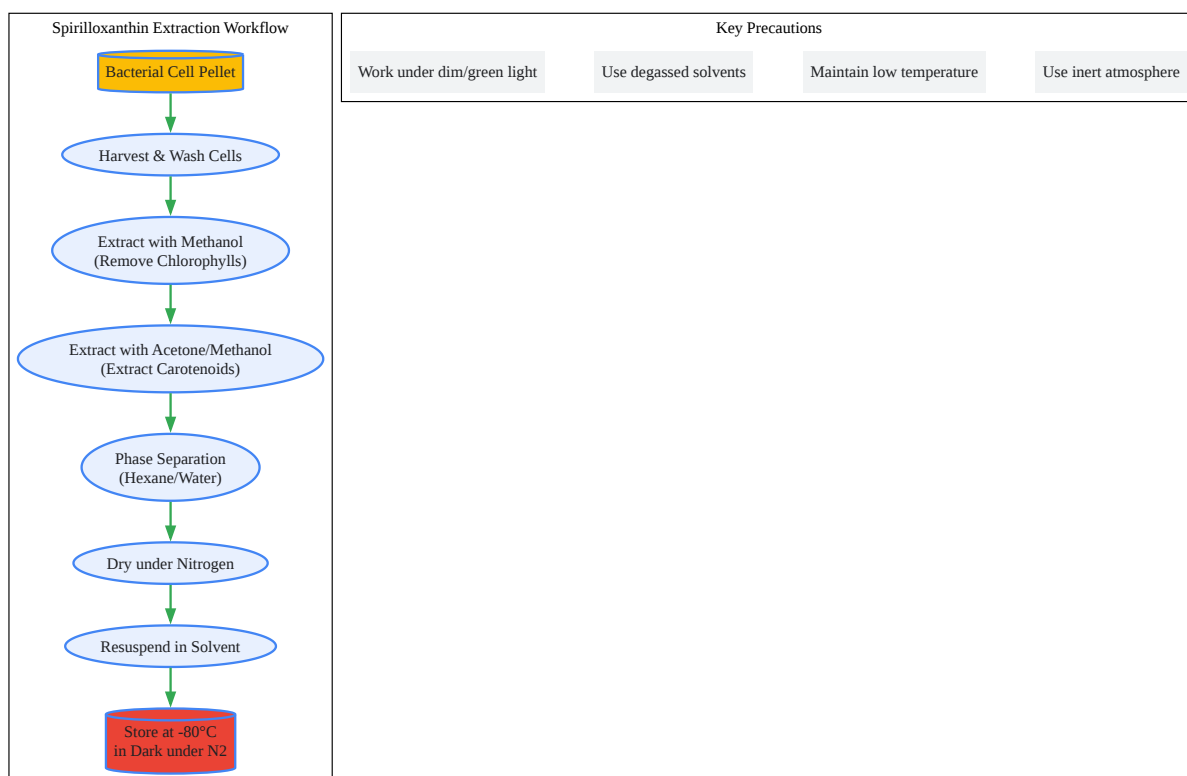 Spirilloxanthin Extraction Workflow
Bacterial Cell Pellet
Harvest & Wash Cells
Extract with Methanol
(Remove Chlorophylls)
Extract with Acetone/Methanol
(Extract Carotenoids)
Phase Separation
(Hexane/Water)
Dry under Nitrogen
Resuspend in Solvent
Store at -80°C
in Dark under N2
Key Precautions
Work under dim/green light
Use degassed solvents
Maintain low temperature
Use inert atmosphere